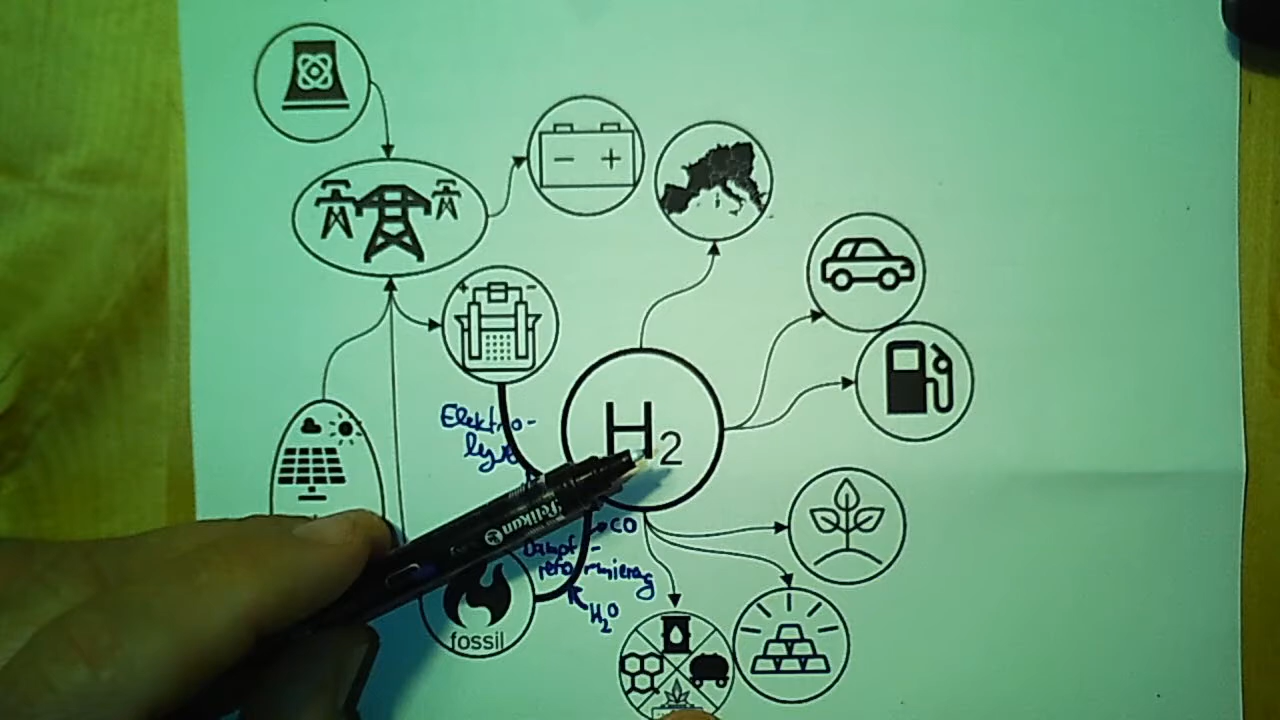 − +
+ −
H2
Elektro-
lyse
Pelikan
CO
Dampf-
reformierung
H2O
fossil